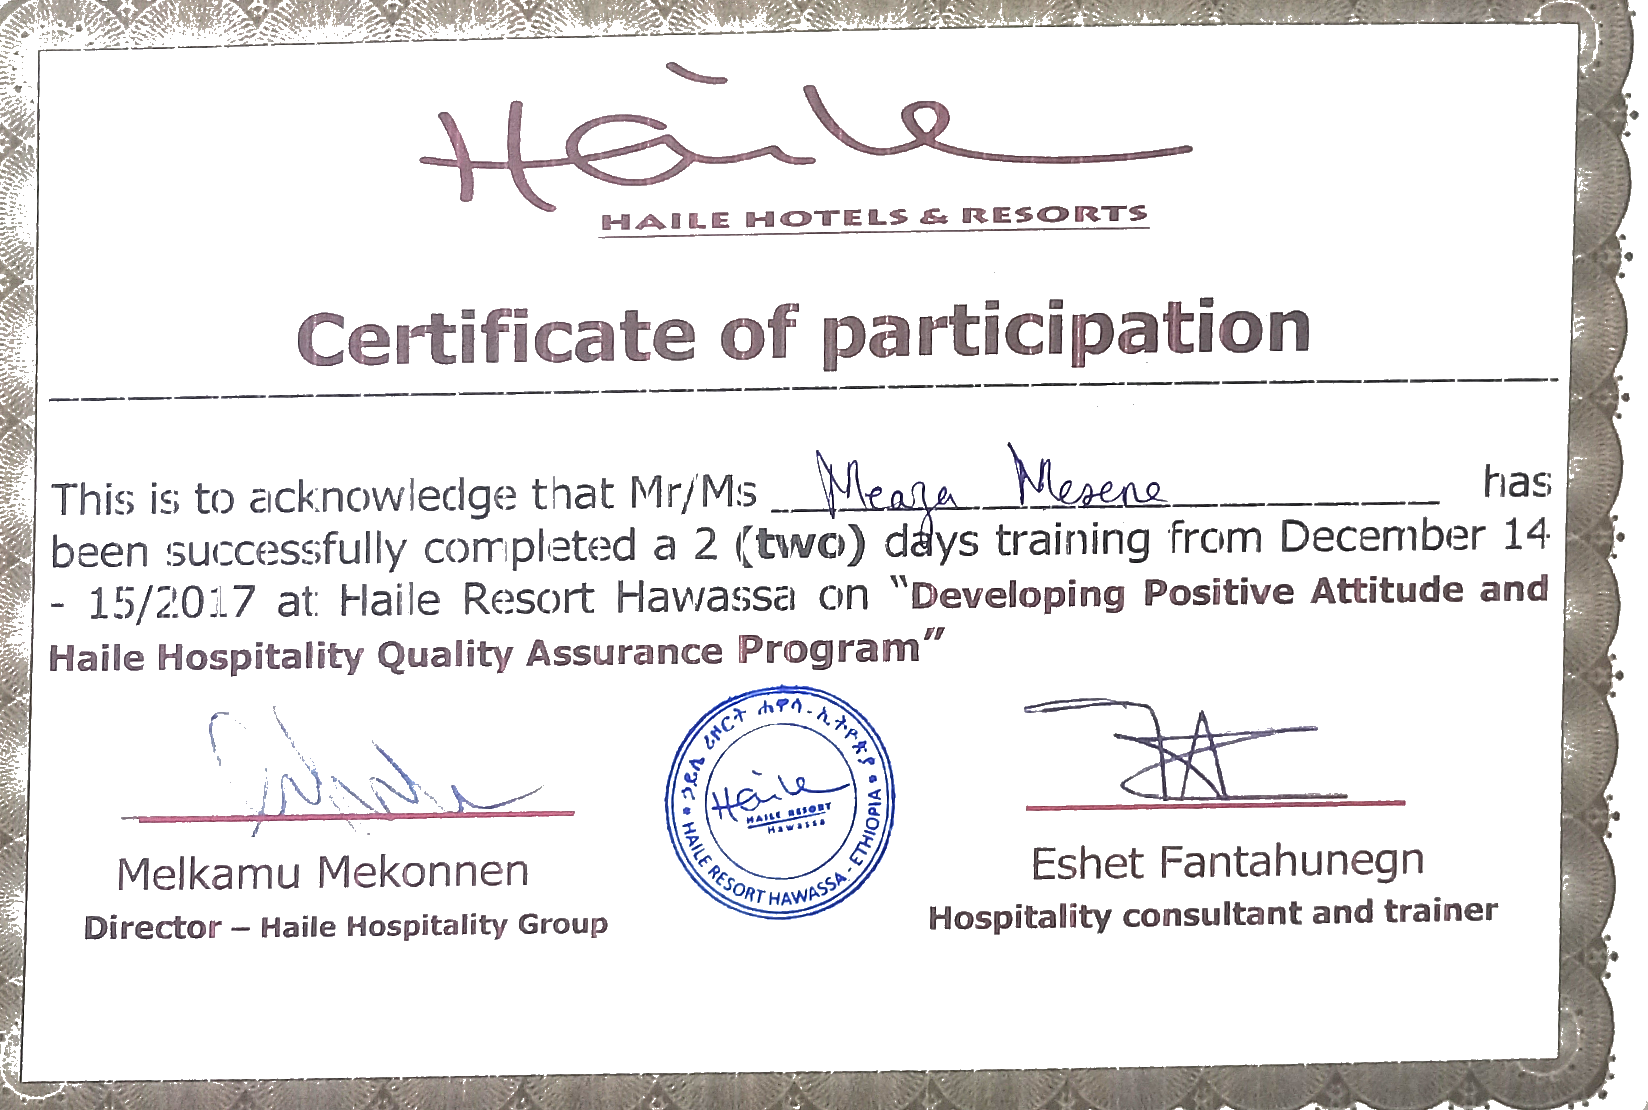 Haile
HAILE HOTELS & RESORTS
Certificate of participation
This is to acknowledge that Mr/Ms Meaza Mesene has
been successfully completed a 2 (two) days training from December 14
- 15/2017 at Haile Resort Hawassa on “Developing Positive Attitude and
Haile Hospitality Quality Assurance Program”
ኃይሌ ሪዞርት ሐዋሳ - ኢትዮጵያ
Haile
HAILE RESORT
Hawassa
HAILE RESORT HAWASSA - ETHIOPIA
Melkamu Mekonnen
Director – Haile Hospitality Group
Eshet Fantahunegn
Hospitality consultant and trainer